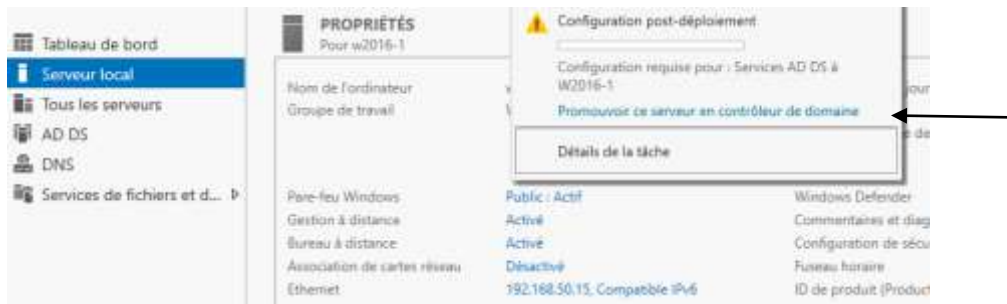 Tableau de bord
Serveur local
Tous les serveurs
AD DS
DNS
Services de fichiers et d...
PROPRIÉTÉS
Pour w2016-1
Nom de l'ordinateur
Groupe de travail
Configuration post-déploiement
Configuration requise pour : Services AD DS à
W2016-1
Promouvoir ce serveur en contrôleur de domaine
Détails de la tâche
Pare-feu Windows Public : Actif Windows Defender
Gestion à distance Activé Commentaires et diag
Bureau à distance Activé Configuration de sécu
Association de cartes réseau Désactivé Fuseau horaire
Ethernet 192.168.50.15, Compatible IPv6 ID de produit (Product